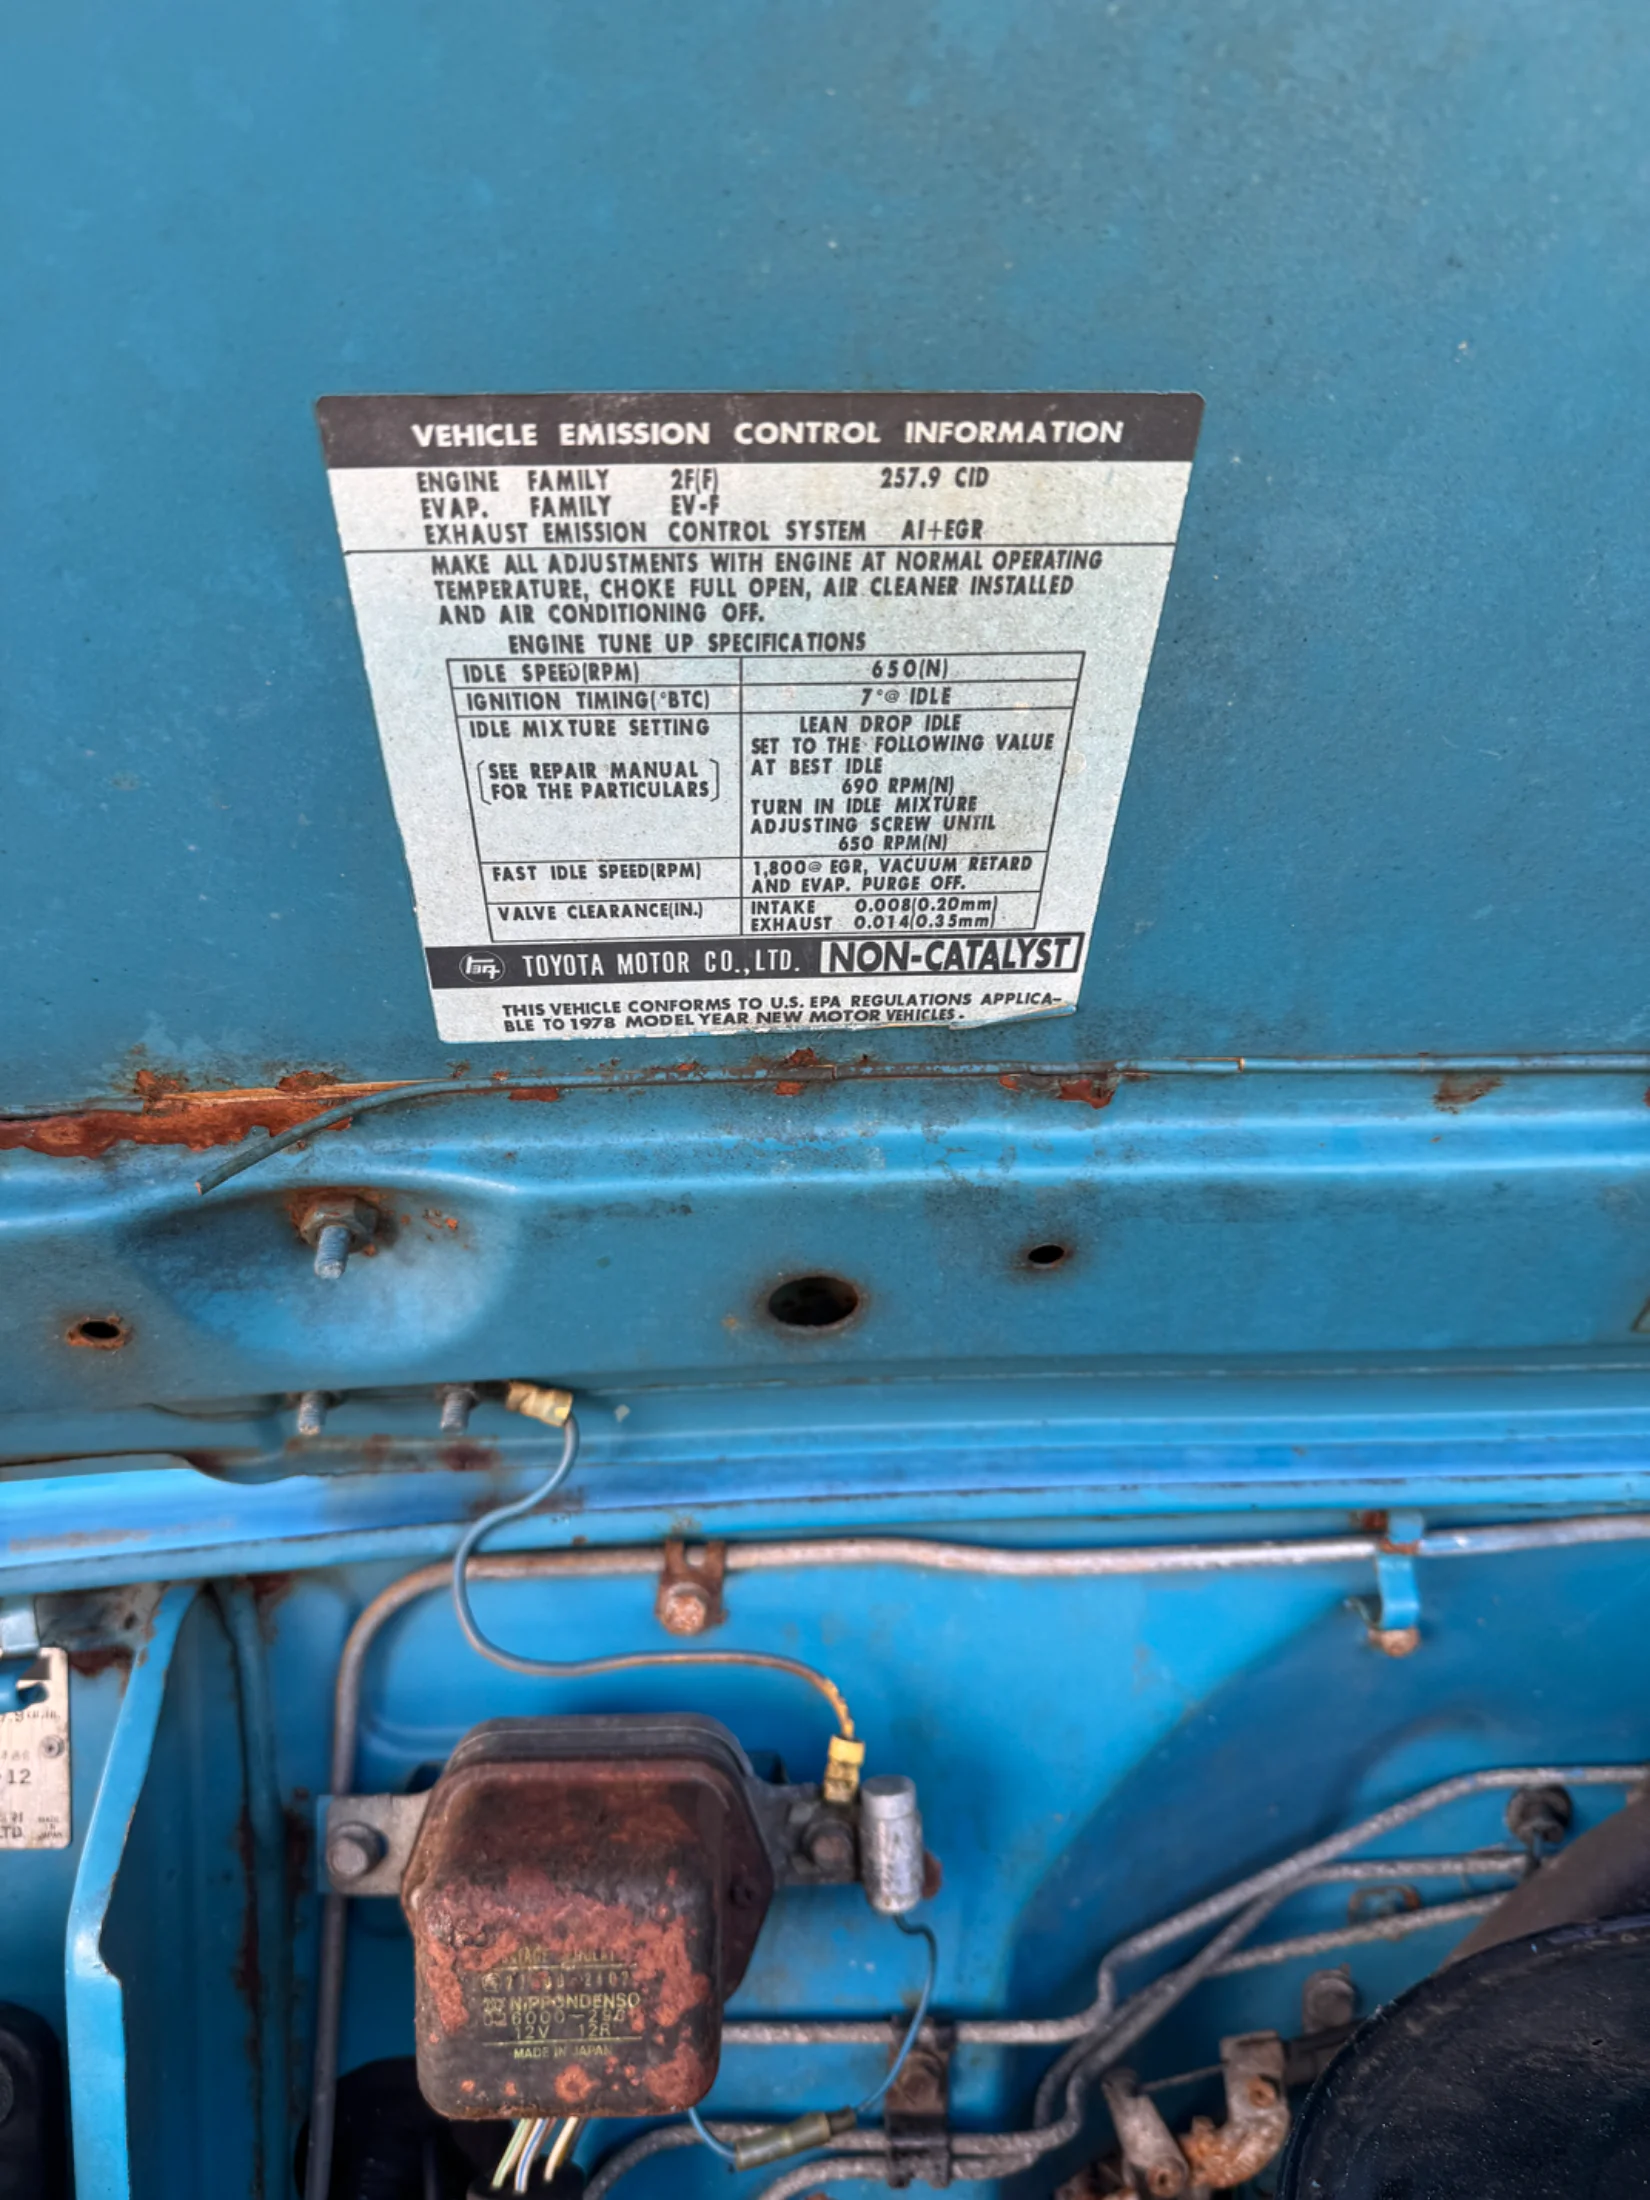 VEHICLE EMISSION CONTROL INFORMATION
ENGINE FAMILY 2F(F) 257.9 CID
EVAP. FAMILY EV-F
EXHAUST EMISSION CONTROL SYSTEM AI+EGR
MAKE ALL ADJUSTMENTS WITH ENGINE AT NORMAL OPERATING
TEMPERATURE, CHOKE FULL OPEN, AIR CLEANER INSTALLED
AND AIR CONDITIONING OFF.
ENGINE TUNE UP SPECIFICATIONS
IDLE SPEED(RPM) 650(N)
IGNITION TIMING(°BTC) 7°@ IDLE
IDLE MIXTURE SETTING
(SEE REPAIR MANUAL
FOR THE PARTICULARS)
LEAN DROP IDLE
SET TO THE FOLLOWING VALUE
AT BEST IDLE
690 RPM(N)
TURN IN IDLE MIXTURE
ADJUSTING SCREW UNTIL
650 RPM(N)
FAST IDLE SPEED(RPM)
1,800@ EGR, VACUUM RETARD
AND EVAP. PURGE OFF.
VALVE CLEARANCE(IN.)
INTAKE 0.008(0.20mm)
EXHAUST 0.014(0.35mm)
TOYOTA MOTOR CO., LTD. NON-CATALYST
THIS VEHICLE CONFORMS TO U.S. EPA REGULATIONS APPLICA-
BLE TO 1978 MODEL YEAR NEW MOTOR VEHICLES.
12
LTD.
NIPPONDENSO
12V 12R
MADE IN JAPAN